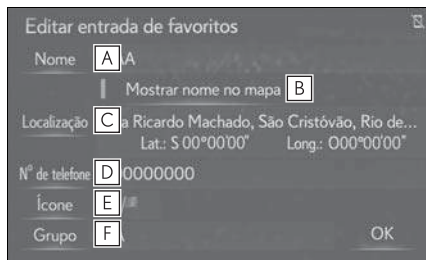 Editar entrada de favoritos
Nome A A
Mostrar nome no mapa B
Localização C a Ricardo Machado, São Cristóvão, Rio de...
Lat.: S 00°00'00" Long.: O00°00'00"
N° de telefone D 0000000
Ícone E
Grupo F
OK